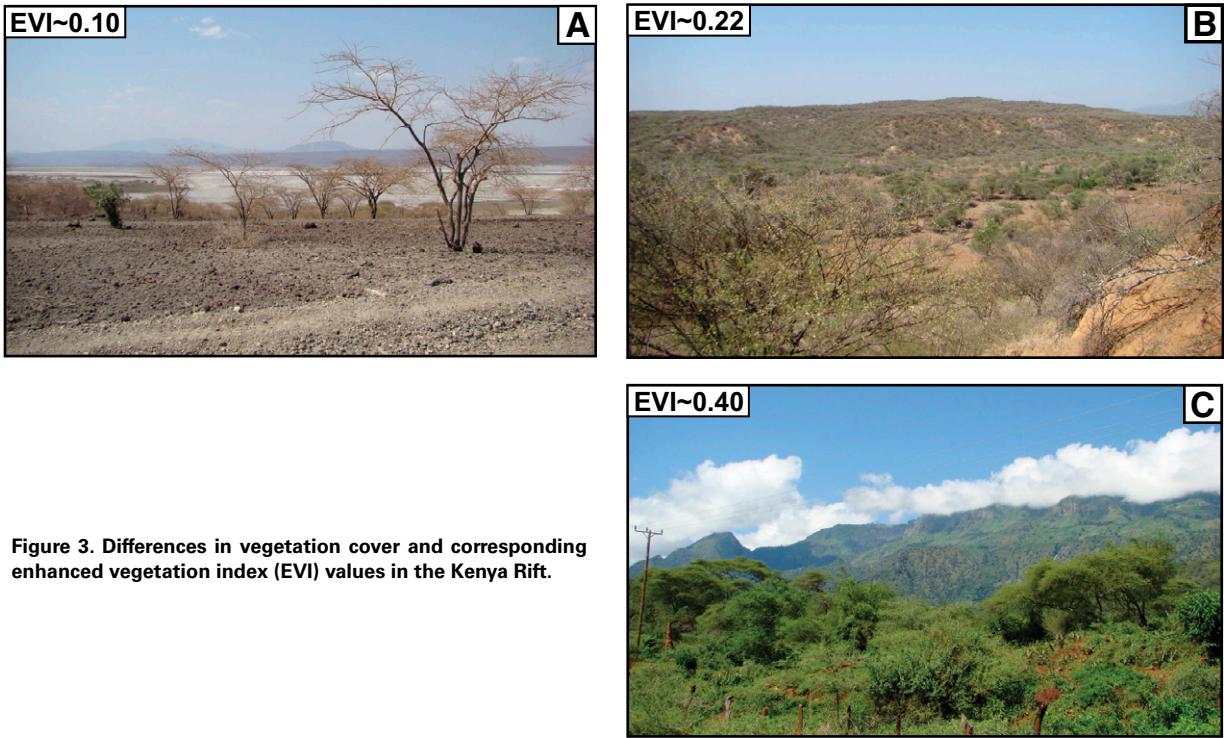 EVI~0.10
A
EVI~0.22
B
EVI~0.40
C
Figure 3. Differences in vegetation cover and corresponding
enhanced vegetation index (EVI) values in the Kenya Rift.